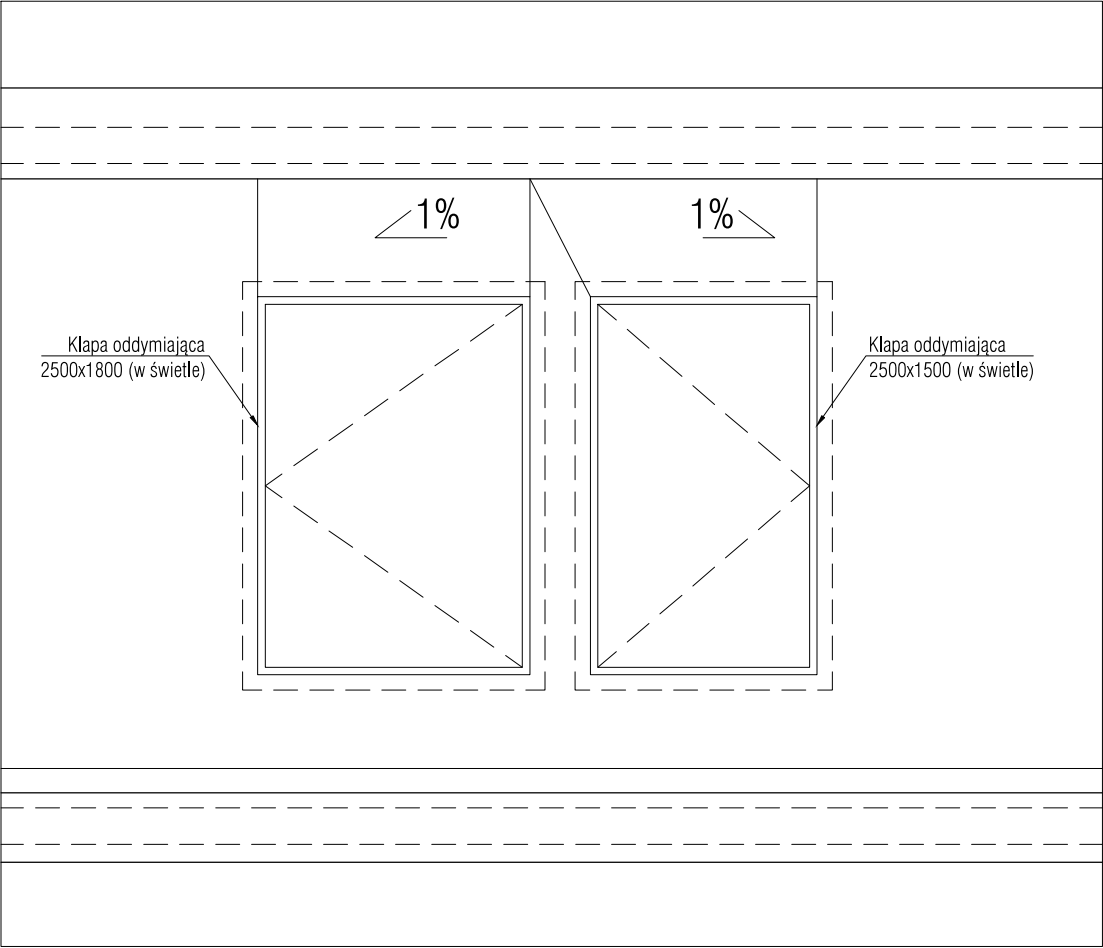 1%
1%
Klapa oddymiająca
2500x1800 (w świetle)
Klapa oddymiająca
2500x1500 (w świetle)